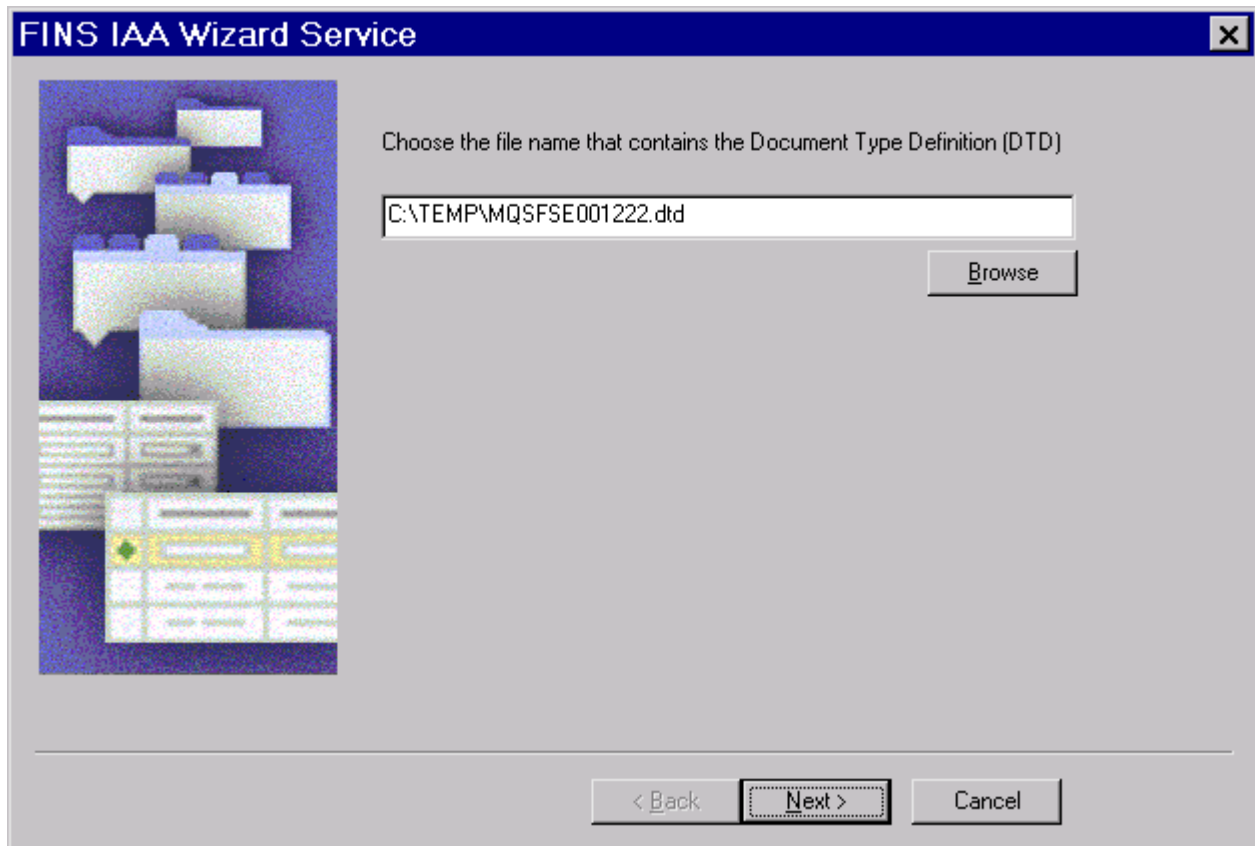 FINS IAA Wizard Service
Choose the file name that contains the Document Type Definition (DTD)
C:\TEMP\MQSFSE001222.dtd
Browse
< Back
Next >
Cancel